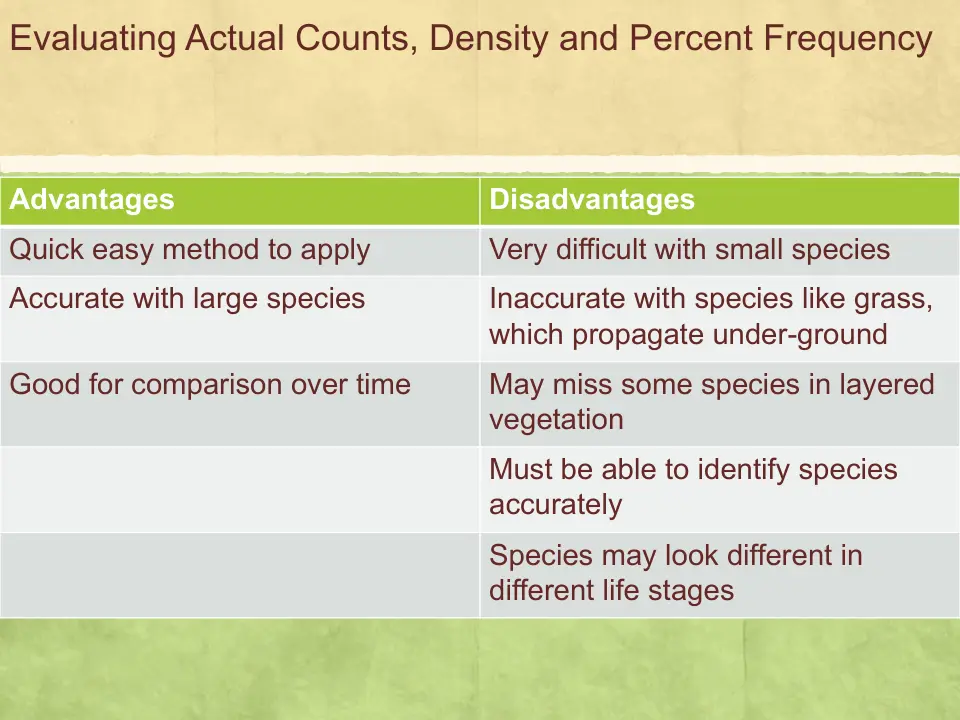 Evaluating Actual Counts, Density and Percent Frequency
Advantages
Disadvantages
Quick easy method to apply
Very difficult with small species
Accurate with large species
Inaccurate with species like grass,
which propagate under-ground
Good for comparison over time
May miss some species in layered
vegetation
Must be able to identify species
accurately
Species may look different in
different life stages